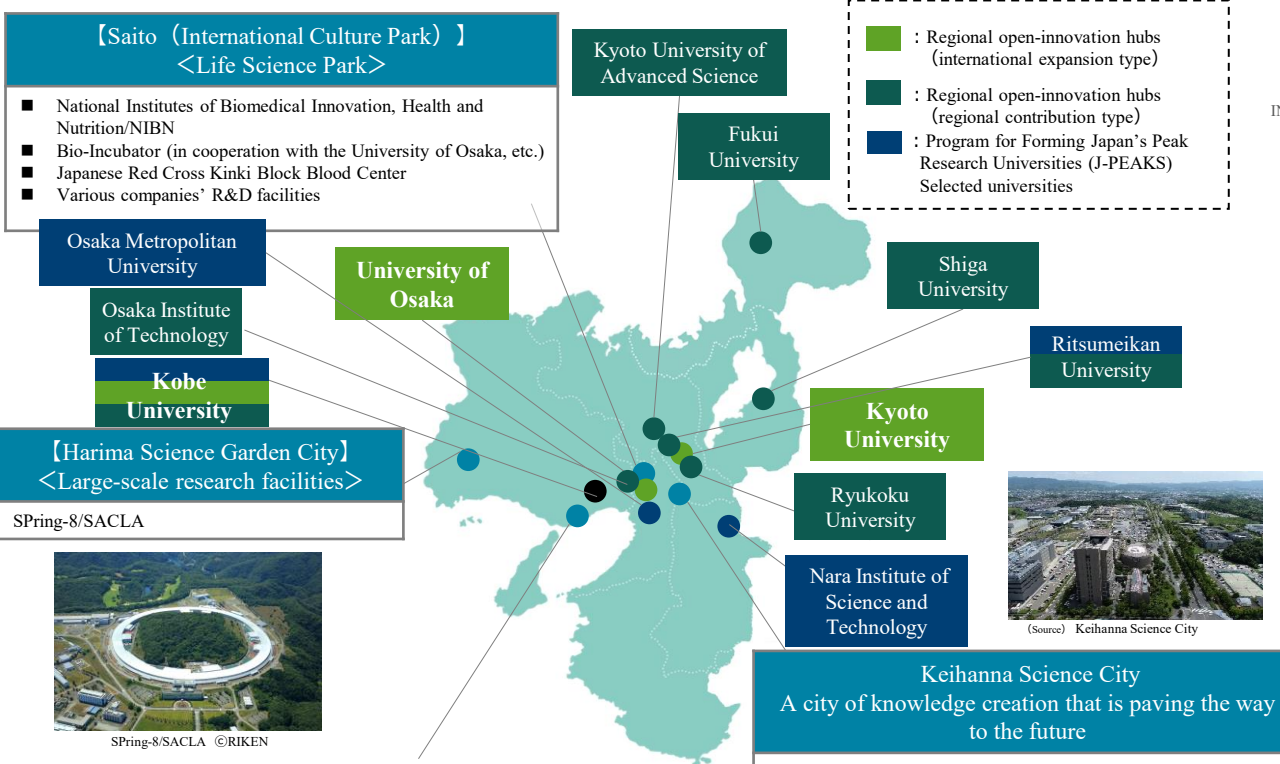 【Saito（International Culture Park）】
＜Life Science Park＞
■ National Institutes of Biomedical Innovation, Health and
Nutrition/NIBN
■ Bio-Incubator (in cooperation with the University of Osaka, etc.)
■ Japanese Red Cross Kinki Block Blood Center
■ Various companies’ R&D facilities
Kyoto University of
Advanced Science
Fukui
University
：Regional open-innovation hubs
（international expansion type）
：Regional open-innovation hubs
（regional contribution type）
：Program for Forming Japan’s Peak
Research Universities (J-PEAKS)
Selected universities
Osaka Metropolitan
University
University of
Osaka
Osaka Institute
of Technology
Kobe
University
Shiga
University
Ritsumeikan
University
Kyoto
University
Ryukoku
University
Nara Institute of
Science and
Technology
【Harima Science Garden City】
＜Large-scale research facilities＞
SPring-8/SACLA
SPring-8/SACLA ©RIKEN
（Source） Keihanna Science City
Keihanna Science City
A city of knowledge creation that is paving the way
to the future